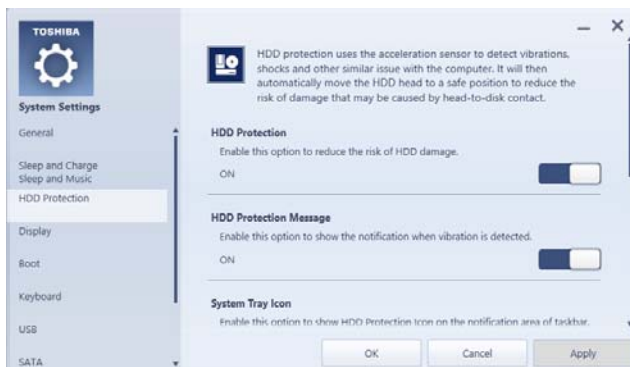 TOSHIBA
System Settings
General
Sleep and Charge
Sleep and Music
HDD Protection
Display
Boot
Keyboard
USB
SATA
HDD protection uses the acceleration sensor to detect vibrations,
shocks and other similar issue with the computer. It will then
automatically move the HDD head to a safe position to reduce the
risk of damage that may be caused by head-to-disk contact.
HDD Protection
Enable this option to reduce the risk of HDD damage.
ON
HDD Protection Message
Enable this option to show the notification when vibration is detected.
ON
System Tray Icon
Enable this option to show HDD Protection Icon on the notification area of taskbar.
OK
Cancel
Apply